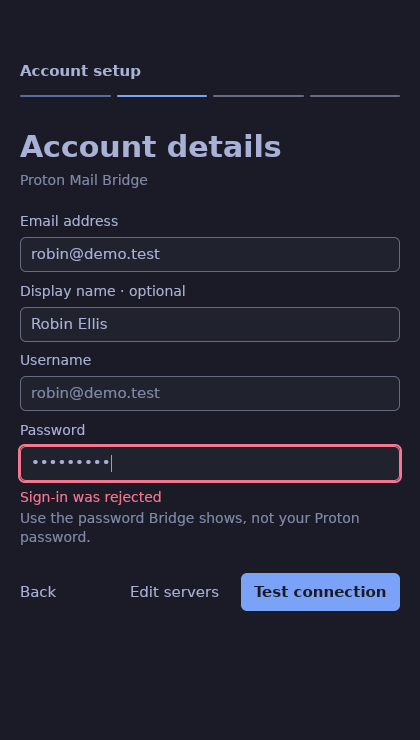 Account setup
Account details
Proton Mail Bridge
Email address
robin@demo.test
Display name · optional
Robin Ellis
Username
robin@demo.test
Password
•••••••••
Sign-in was rejected
Use the password Bridge shows, not your Proton
password.
Back Edit servers Test connection